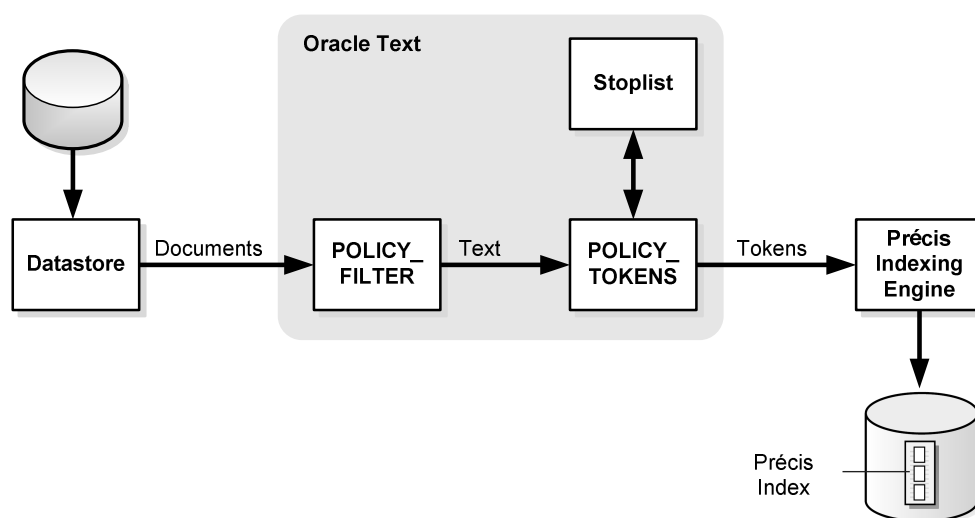 Oracle Text
Stoplist
Datastore
Documents
POLICY_
FILTER
Text
POLICY_
TOKENS
Tokens
Précis
Indexing
Engine
Précis
Index